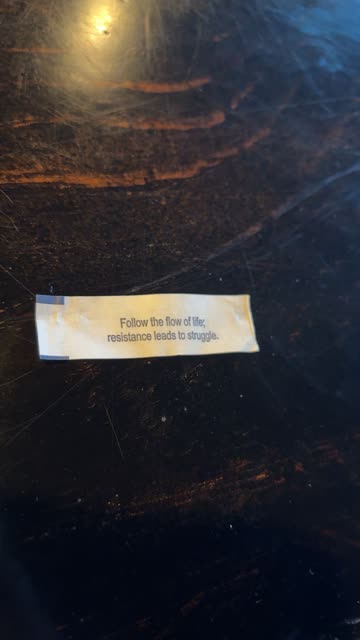 Follow the flow of life;
resistance leads to struggle.